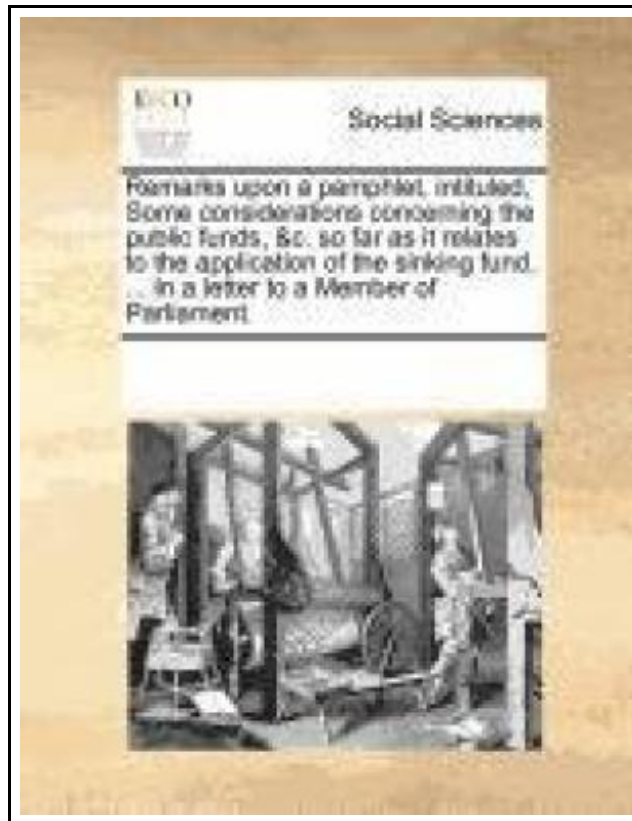 ECCO
Social Sciences
Remarks upon a pamphlet, intituled,
Some considerations concerning the
public funds, &c. so far as it relates
to the application of the sinking fund.
... In a letter to a Member of
Parliament.